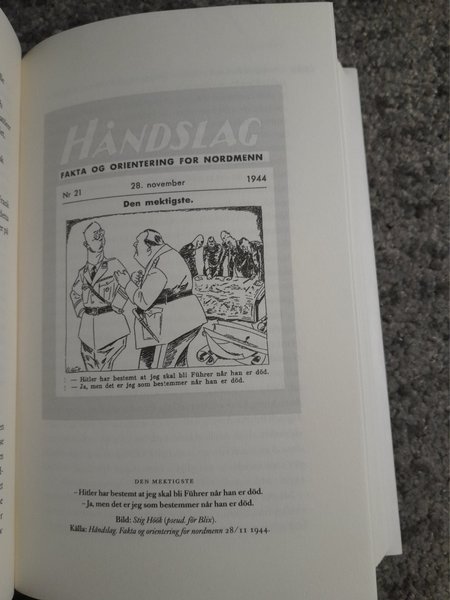 HÅNDSLAG
FAKTA OG ORIENTERING FOR NORDMENN
Nr 21 28. november 1944
Den mektigste.
— Hitler har bestemt at jeg skal bli Führer når han er död.
— Ja, men det er jeg som bestemmer når han er död.
DEN MEKTIGSTE
–Hitler har bestemt at jeg skal bli Führer når han er död.
–Ja, men det er jeg som bestemmer når han er död.
Bild: Stig Höök (pseud. för Blix).
Källa: Håndslag. Fakta og orientering for nordmenn 28/11 1944.